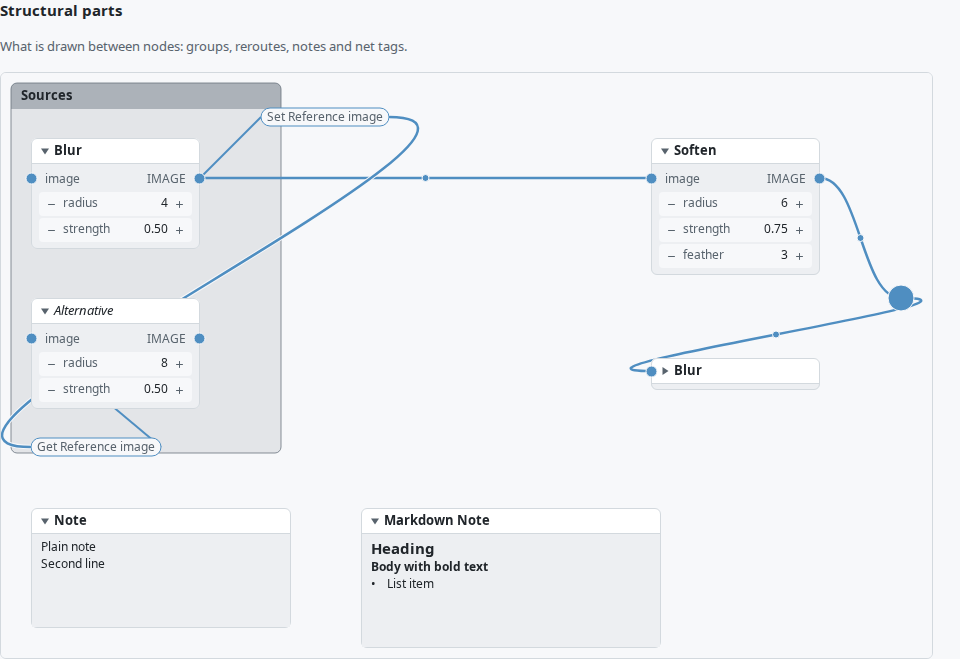 Structural parts
What is drawn between nodes: groups, reroutes, notes and net tags.
Sources
Set Reference image
Blur
image IMAGE
− radius 4 +
− strength 0.50 +
Soften
image IMAGE
− radius 6 +
− strength 0.75 +
− feather 3 +
Alternative
image IMAGE
− radius 8 +
− strength 0.50 +
Blur
Get Reference image
Note
Plain note
Second line
Markdown Note
Heading
Body with bold text
• List item